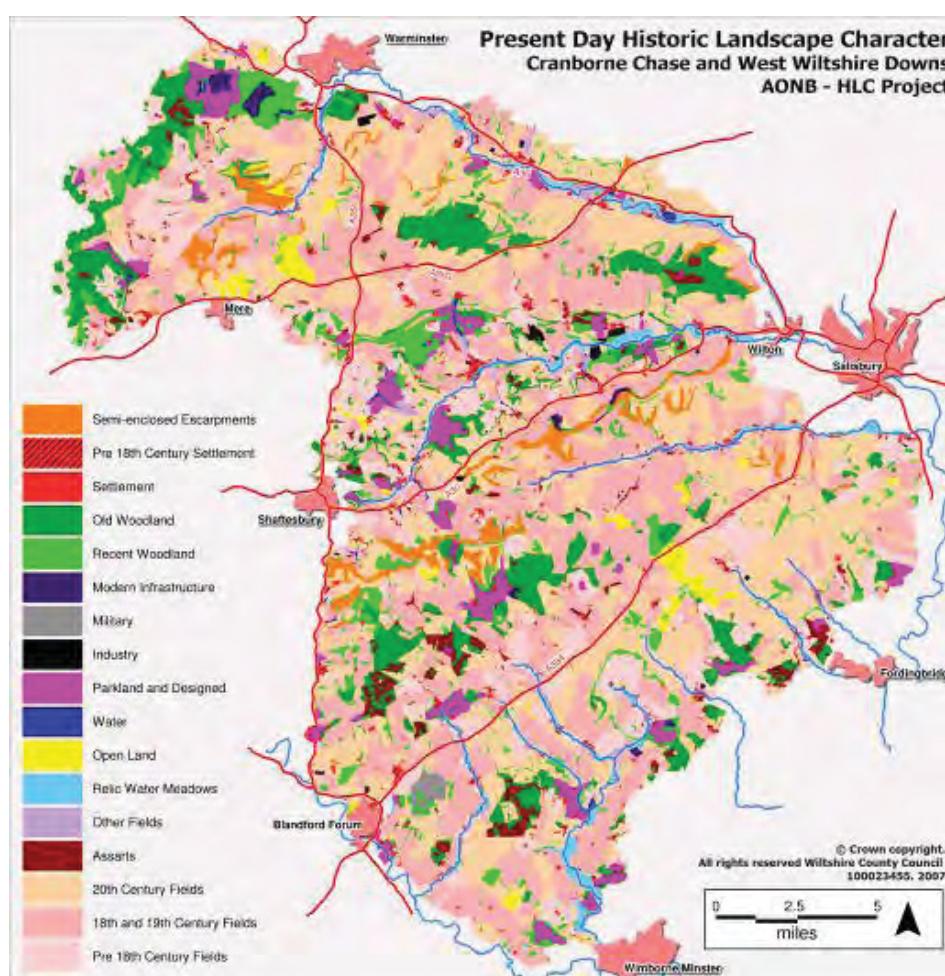 Present Day Historic Landscape Character
Cranborne Chase and West Wiltshire Downs
AONB - HLC Project
Warminster
Mere
Wilton
Salisbury
Shaftesbury
Fordingbridge
Blandford Forum
Wimborne Minster
Semi-enclosed Escarpments
Pre 18th Century Settlement
Settlement
Old Woodland
Recent Woodland
Modern Infrastructure
Military
Industry
Parkland and Designed
Water
Open Land
Relic Water Meadows
Other Fields
Assarts
20th Century Fields
18th and 19th Century Fields
Pre 18th Century Fields
© Crown copyright.
All rights reserved Wiltshire County Council
100023455. 2007
0 2.5 5
miles